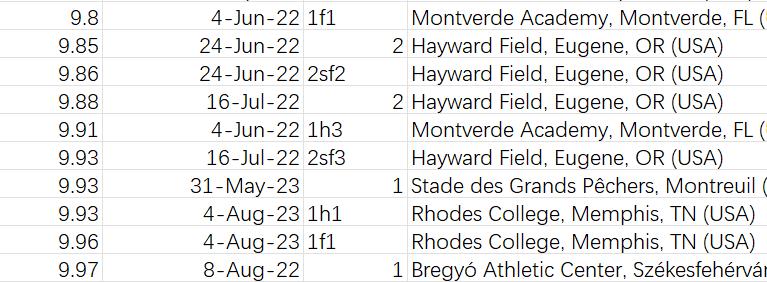 9.8 4-Jun-22 1f1 Montverde Academy, Montverde, FL (
9.85 24-Jun-22 2 Hayward Field, Eugene, OR (USA)
9.86 24-Jun-22 2sf2 Hayward Field, Eugene, OR (USA)
9.88 16-Jul-22 2 Hayward Field, Eugene, OR (USA)
9.91 4-Jun-22 1h3 Montverde Academy, Montverde, FL (
9.93 16-Jul-22 2sf3 Hayward Field, Eugene, OR (USA)
9.93 31-May-23 1 Stade des Grands Pêchers, Montreuil (
9.93 4-Aug-23 1h1 Rhodes College, Memphis, TN (USA)
9.96 4-Aug-23 1f1 Rhodes College, Memphis, TN (USA)
9.97 8-Aug-22 1 Bregyó Athletic Center, Székesfehérvár